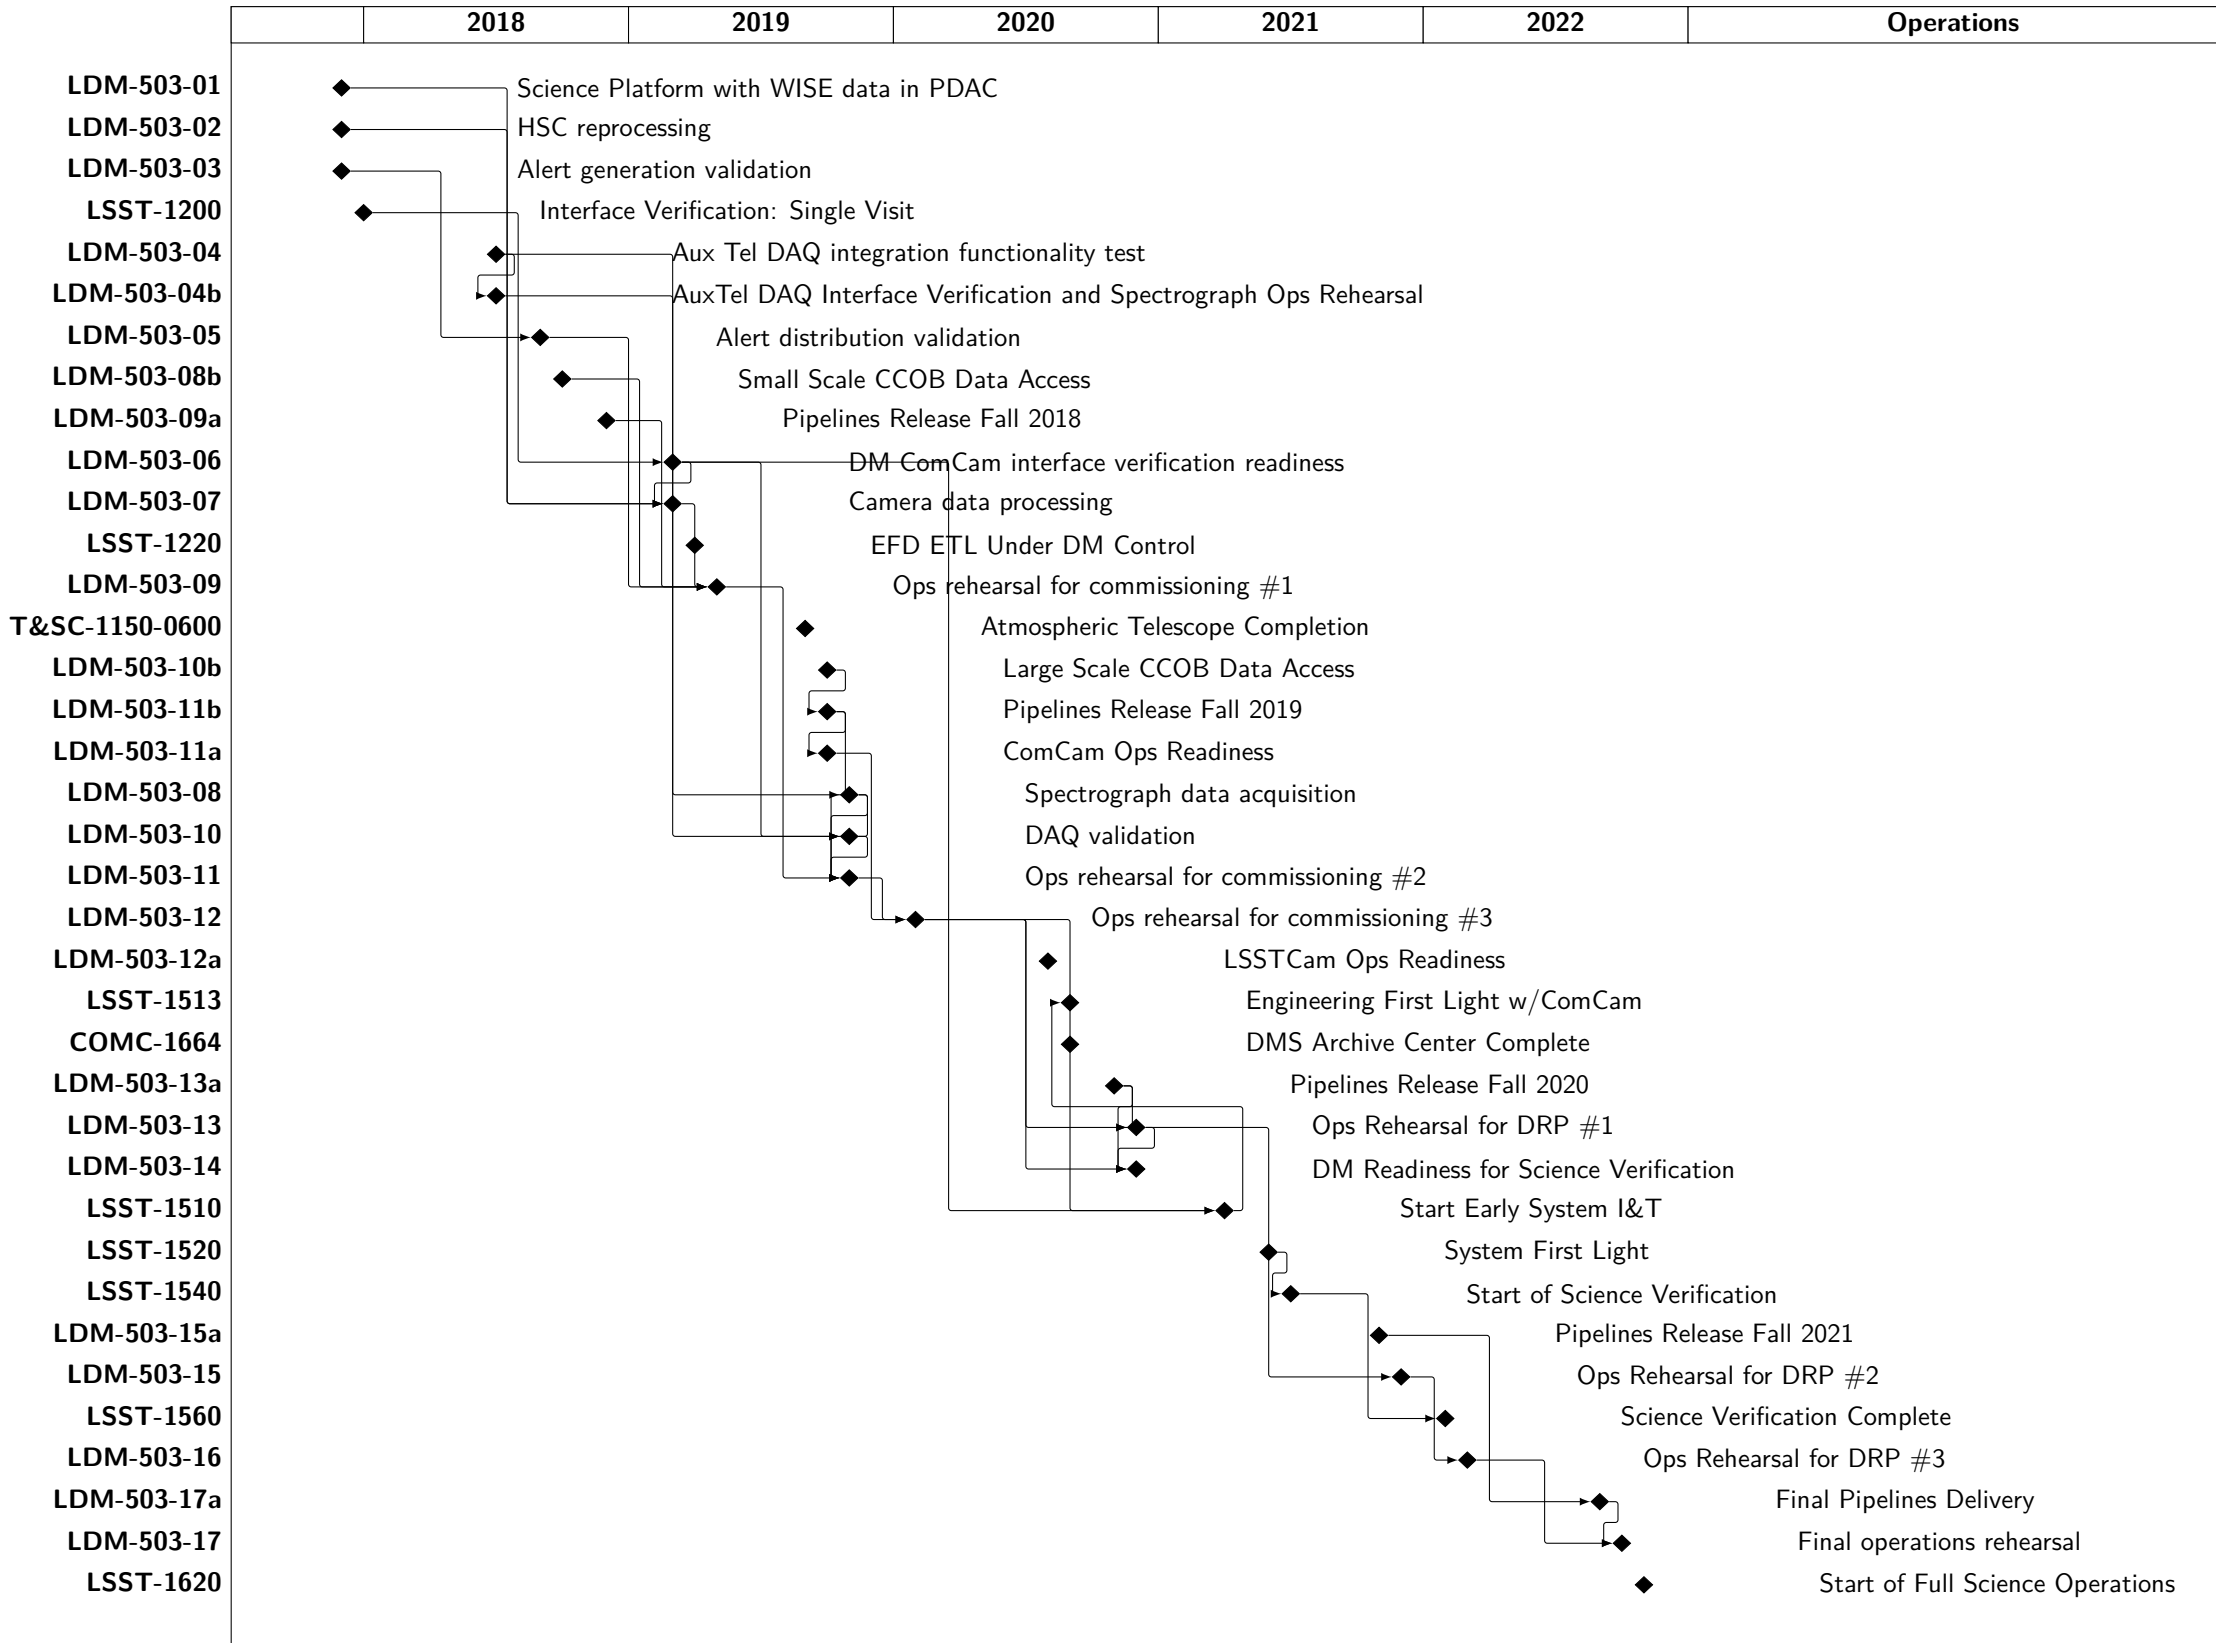 2018 2019 2020 2021 2022 Operations
LDM-503-01 Science Platform with WISE data in PDAC
LDM-503-02 HSC reprocessing
LDM-503-03 Alert generation validation
LSST-1200 Interface Verification: Single Visit
LDM-503-04 Aux Tel DAQ integration functionality test
LDM-503-04b AuxTel DAQ Interface Verification and Spectrograph Ops Rehearsal
LDM-503-05 Alert distribution validation
LDM-503-08b Small Scale CCOB Data Access
LDM-503-09a Pipelines Release Fall 2018
LDM-503-06 DM ComCam interface verification readiness
LDM-503-07 Camera data processing
LSST-1220 EFD ETL Under DM Control
LDM-503-09 Ops rehearsal for commissioning #1
T&SC-1150-0600 Atmospheric Telescope Completion
LDM-503-10b Large Scale CCOB Data Access
LDM-503-11b Pipelines Release Fall 2019
LDM-503-11a ComCam Ops Readiness
LDM-503-08 Spectrograph data acquisition
LDM-503-10 DAQ validation
LDM-503-11 Ops rehearsal for commissioning #2
LDM-503-12 Ops rehearsal for commissioning #3
LDM-503-12a LSSTCam Ops Readiness
LSST-1513 Engineering First Light w/ComCam
COMC-1664 DMS Archive Center Complete
LDM-503-13a Pipelines Release Fall 2020
LDM-503-13 Ops Rehearsal for DRP #1
LDM-503-14 DM Readiness for Science Verification
LSST-1510 Start Early System I&T
LSST-1520 System First Light
LSST-1540 Start of Science Verification
LDM-503-15a Pipelines Release Fall 2021
LDM-503-15 Ops Rehearsal for DRP #2
LSST-1560 Science Verification Complete
LDM-503-16 Ops Rehearsal for DRP #3
LDM-503-17a Final Pipelines Delivery
LDM-503-17 Final operations rehearsal
LSST-1620 Start of Full Science Operations